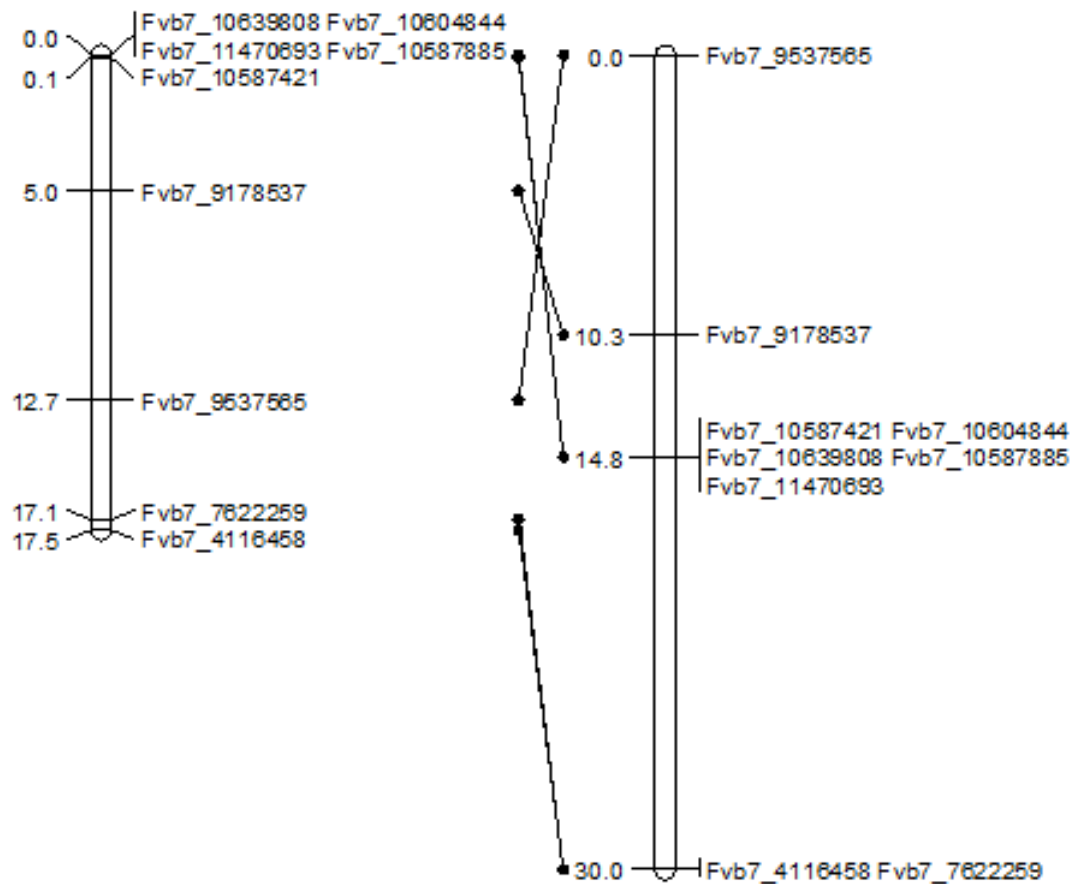 0.0
Fvb7_10639808 Fvb7_10604844
Fvb7_11470693 Fvb7_10587885
0.1
Fvb7_10587421
5.0
Fvb7_9178537
12.7
Fvb7_9537565
17.1
Fvb7_7622259
17.5
Fvb7_4116458
0.0
Fvb7_9537565
10.3
Fvb7_9178537
14.8
Fvb7_10587421 Fvb7_10604844
Fvb7_10639808 Fvb7_10587885
Fvb7_11470693
30.0
Fvb7_4116458 Fvb7_7622259